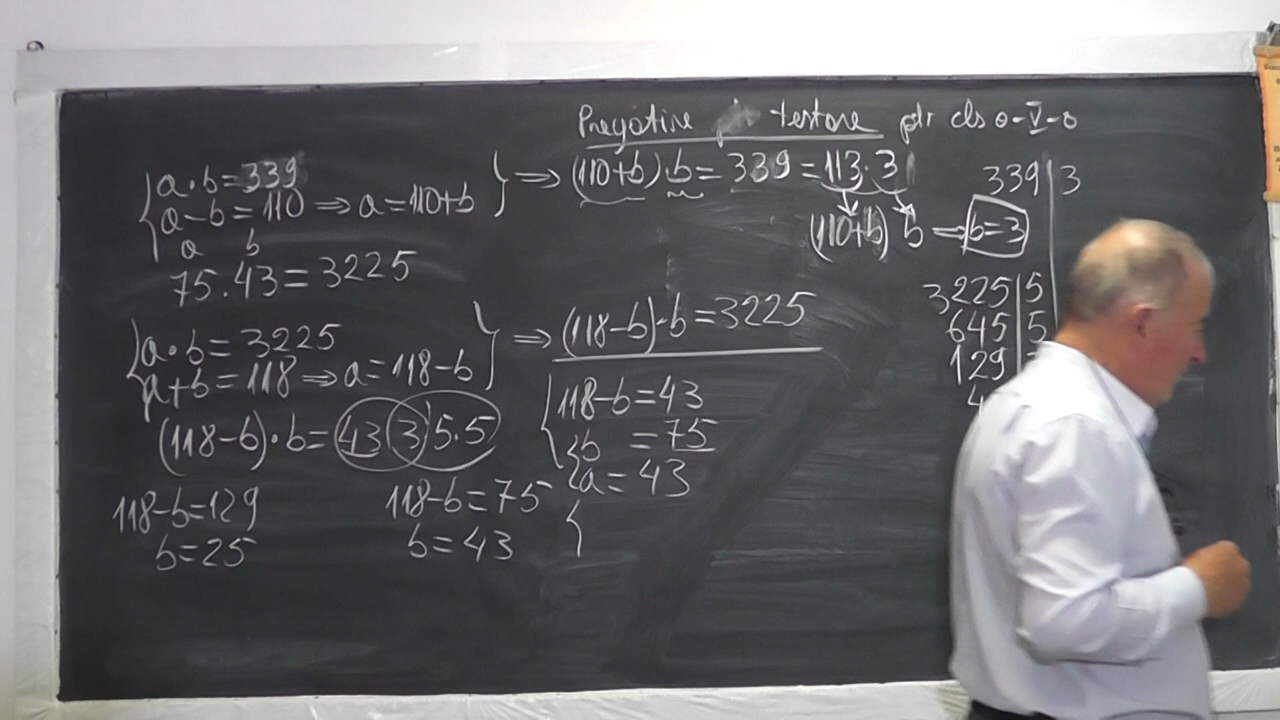 Pregătire testare ptr cls a-V-a
a·b=339
a-b=110 ⇒ a=110+b
⇒ (110+b)·b=339=113·3
(110+b) b ⇒ b=3
339|3
a b
75.43=3225
a·b=3225
a+b=118 ⇒ a=118-b
⇒ (118-b)·b=3225
(118-b)·b=43 3 5.5
118-b=129
b=25
118-b=75
b=43
118-b=43
b =75
a=43
3225|5
645|5
129
4